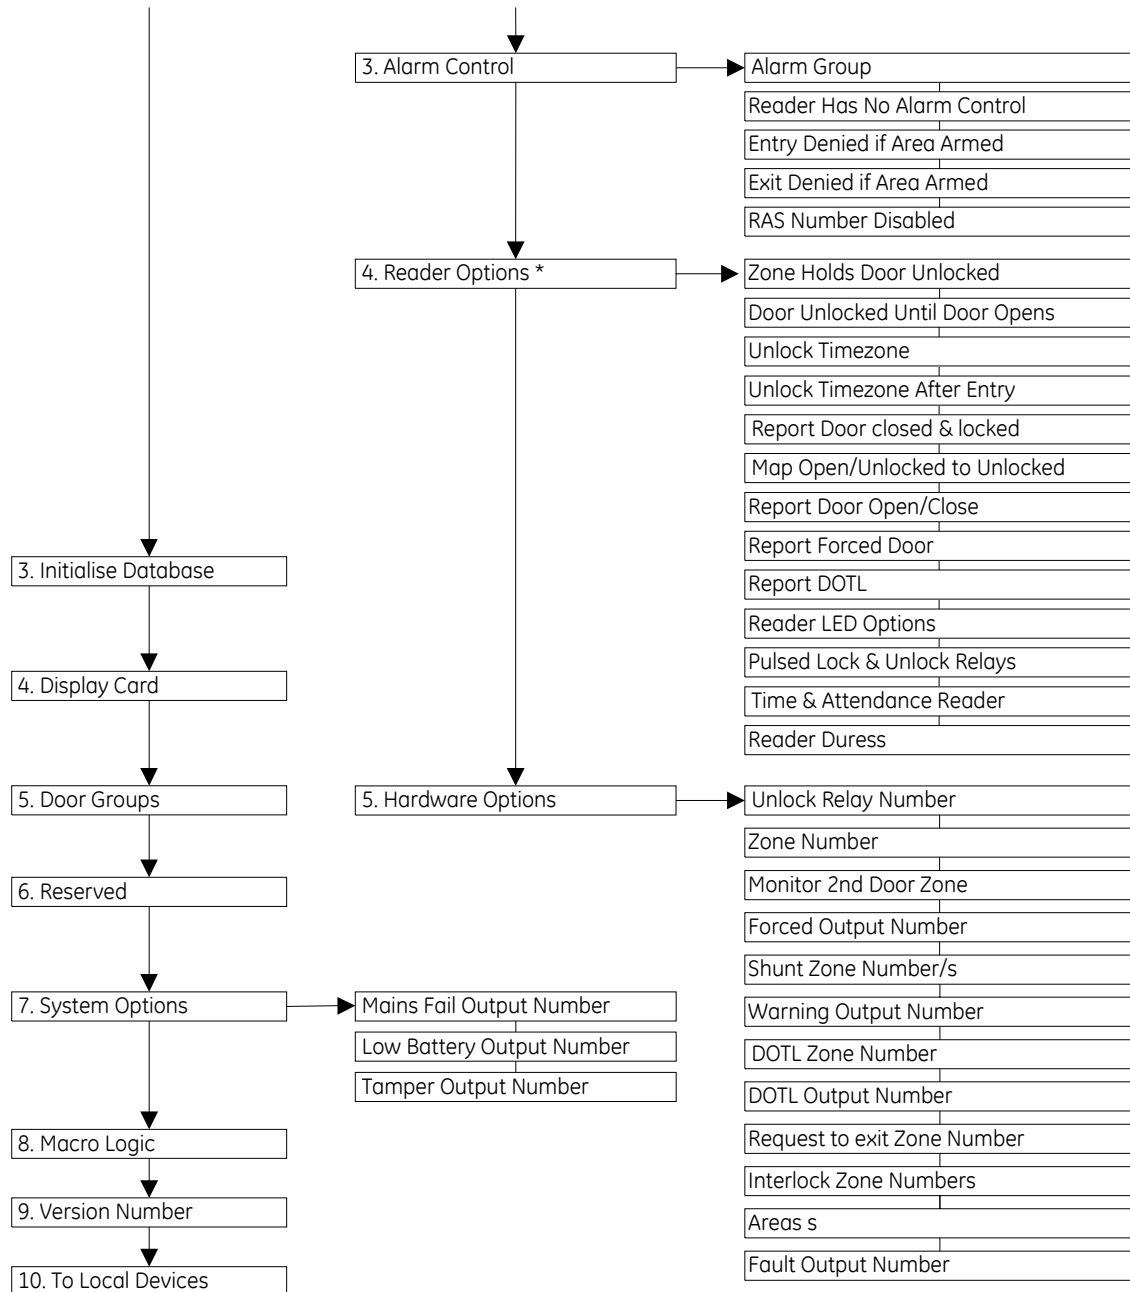 3. Alarm Control
Alarm Group
Reader Has No Alarm Control
Entry Denied if Area Armed
Exit Denied if Area Armed
RAS Number Disabled
4. Reader Options *
Zone Holds Door Unlocked
Door Unlocked Until Door Opens
Unlock Timezone
Unlock Timezone After Entry
Report Door closed & locked
Map Open/Unlocked to Unlocked
Report Door Open/Close
Report Forced Door
Report DOTL
Reader LED Options
Pulsed Lock & Unlock Relays
Time & Attendance Reader
Reader Duress
3. Initialise Database
4. Display Card
5. Door Groups
5. Hardware Options
Unlock Relay Number
Zone Number
Monitor 2nd Door Zone
Forced Output Number
Shunt Zone Number/s
Warning Output Number
DOTL Zone Number
DOTL Output Number
Request to exit Zone Number
Interlock Zone Numbers
Areas s
Fault Output Number
6. Reserved
7. System Options
Mains Fail Output Number
Low Battery Output Number
Tamper Output Number
8. Macro Logic
9. Version Number
10. To Local Devices